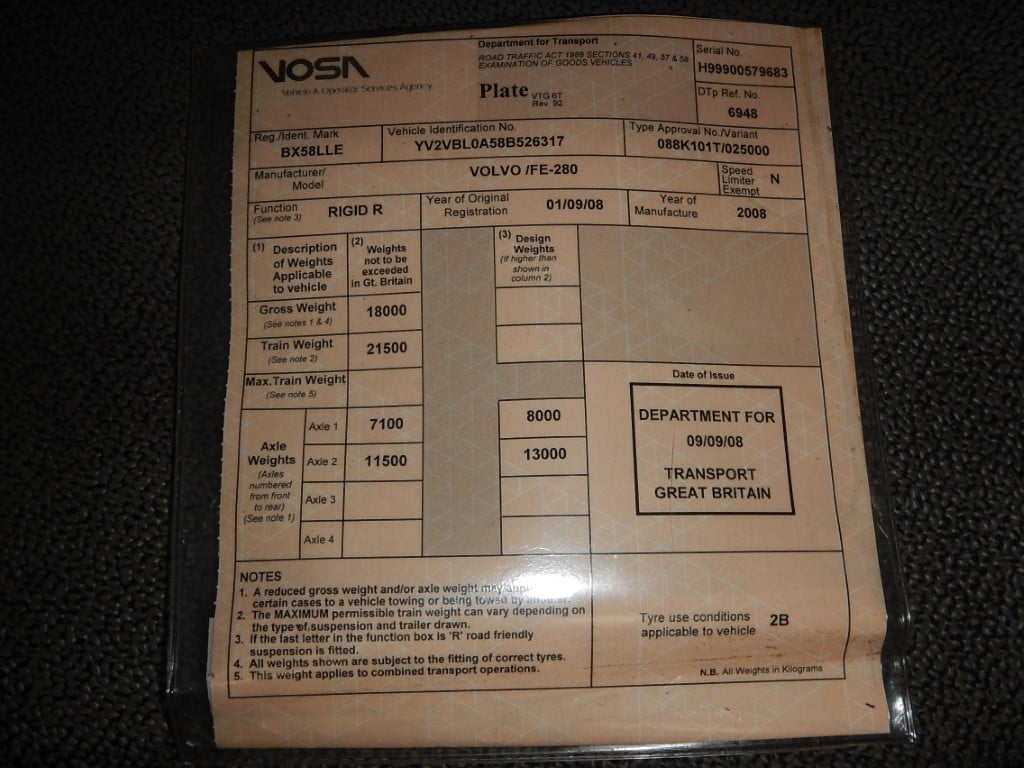 VOSA
Vehicle & Operator Services Agency
Department for Transport
ROAD TRAFFIC ACT 1988 SECTIONS 41, 49, 57 & 58
EXAMINATION OF GOODS VEHICLES
Plate VTG 6T
Rev. 92
Serial No.
H99900579683
DTp Ref. No.
6948
Reg./Ident. Mark
BX58LLE
Vehicle Identification No.
YV2VBL0A58B526317
Type Approval No./Variant
088K101T/025000
Manufacturer/
Model
VOLVO /FE-280
Speed
Limiter
Exempt
N
Function
(See note 3)
RIGID R
Year of Original
Registration
01/09/08
Year of
Manufacture
2008
(1) Description
of Weights
Applicable
to vehicle
(2) Weights
not to be
exceeded
in Gt. Britain
(3) Design
Weights
(If higher than
shown in
column 2)
Gross Weight
(See notes 1 & 4)
18000
Train Weight
(See note 2)
21500
Max.Train Weight
(See note 5)
Axle
Weights
(Axles
numbered
from front
to rear)
(See note 1)
Axle 1 7100 8000
Axle 2 11500 13000
Axle 3
Axle 4
Date of Issue
DEPARTMENT FOR
09/09/08
TRANSPORT
GREAT BRITAIN
NOTES
1. A reduced gross weight and/or axle weight may
certain cases to a vehicle towing or being towed by
2. The MAXIMUM permissible train weight can vary depending on
the type of suspension and trailer drawn.
3. If the last letter in the function box is 'R' road friendly
suspension is fitted.
4. All weights shown are subject to the fitting of correct tyres.
5. This weight applies to combined transport operations.
Tyre use conditions
applicable to vehicle
2B
N.B. All Weights in Kilograms